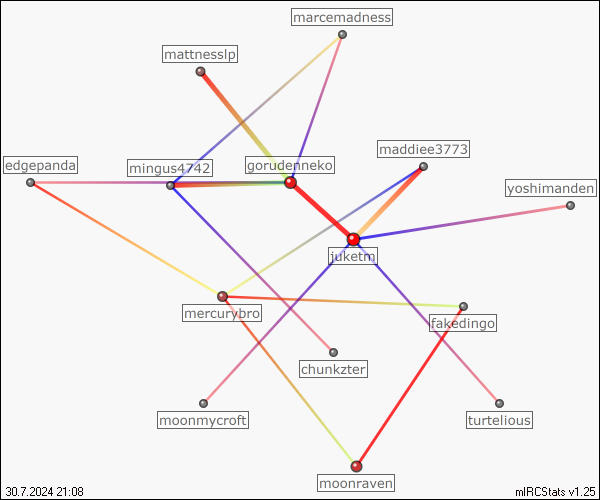 marcemadness
mattnesslp
maddiee3773
edgepanda
mingus4742
gorudenneko
yoshimanden
juketm
mercurybro
fakedingo
chunkzter
moonmycroft
turtelious
moonraven
30.7.2024 21:08
mIRCStats v1.25